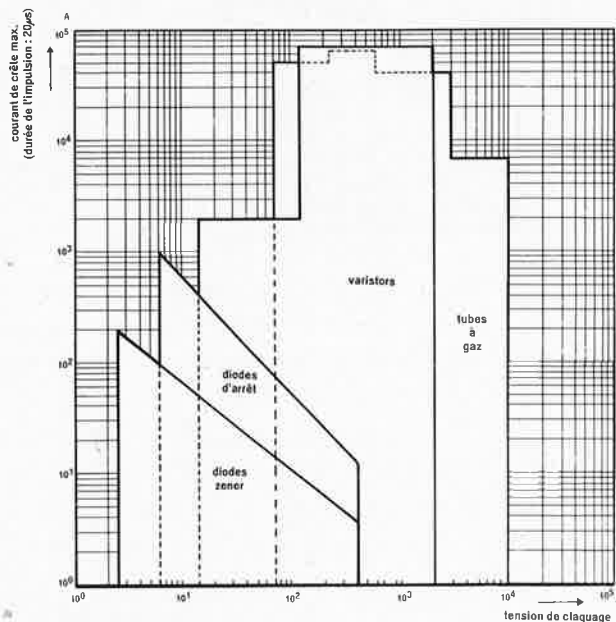 courant de crête max.
(durée de l'impulsion : 20µs)
A
10⁵
10⁴
10³
10²
10¹
10⁰
varistors
tubes
à
gaz
diodes
d'arrêt
diodes
zener
10⁰ 10¹ 10² 10³ 10⁴ 10⁵
tension de claquage